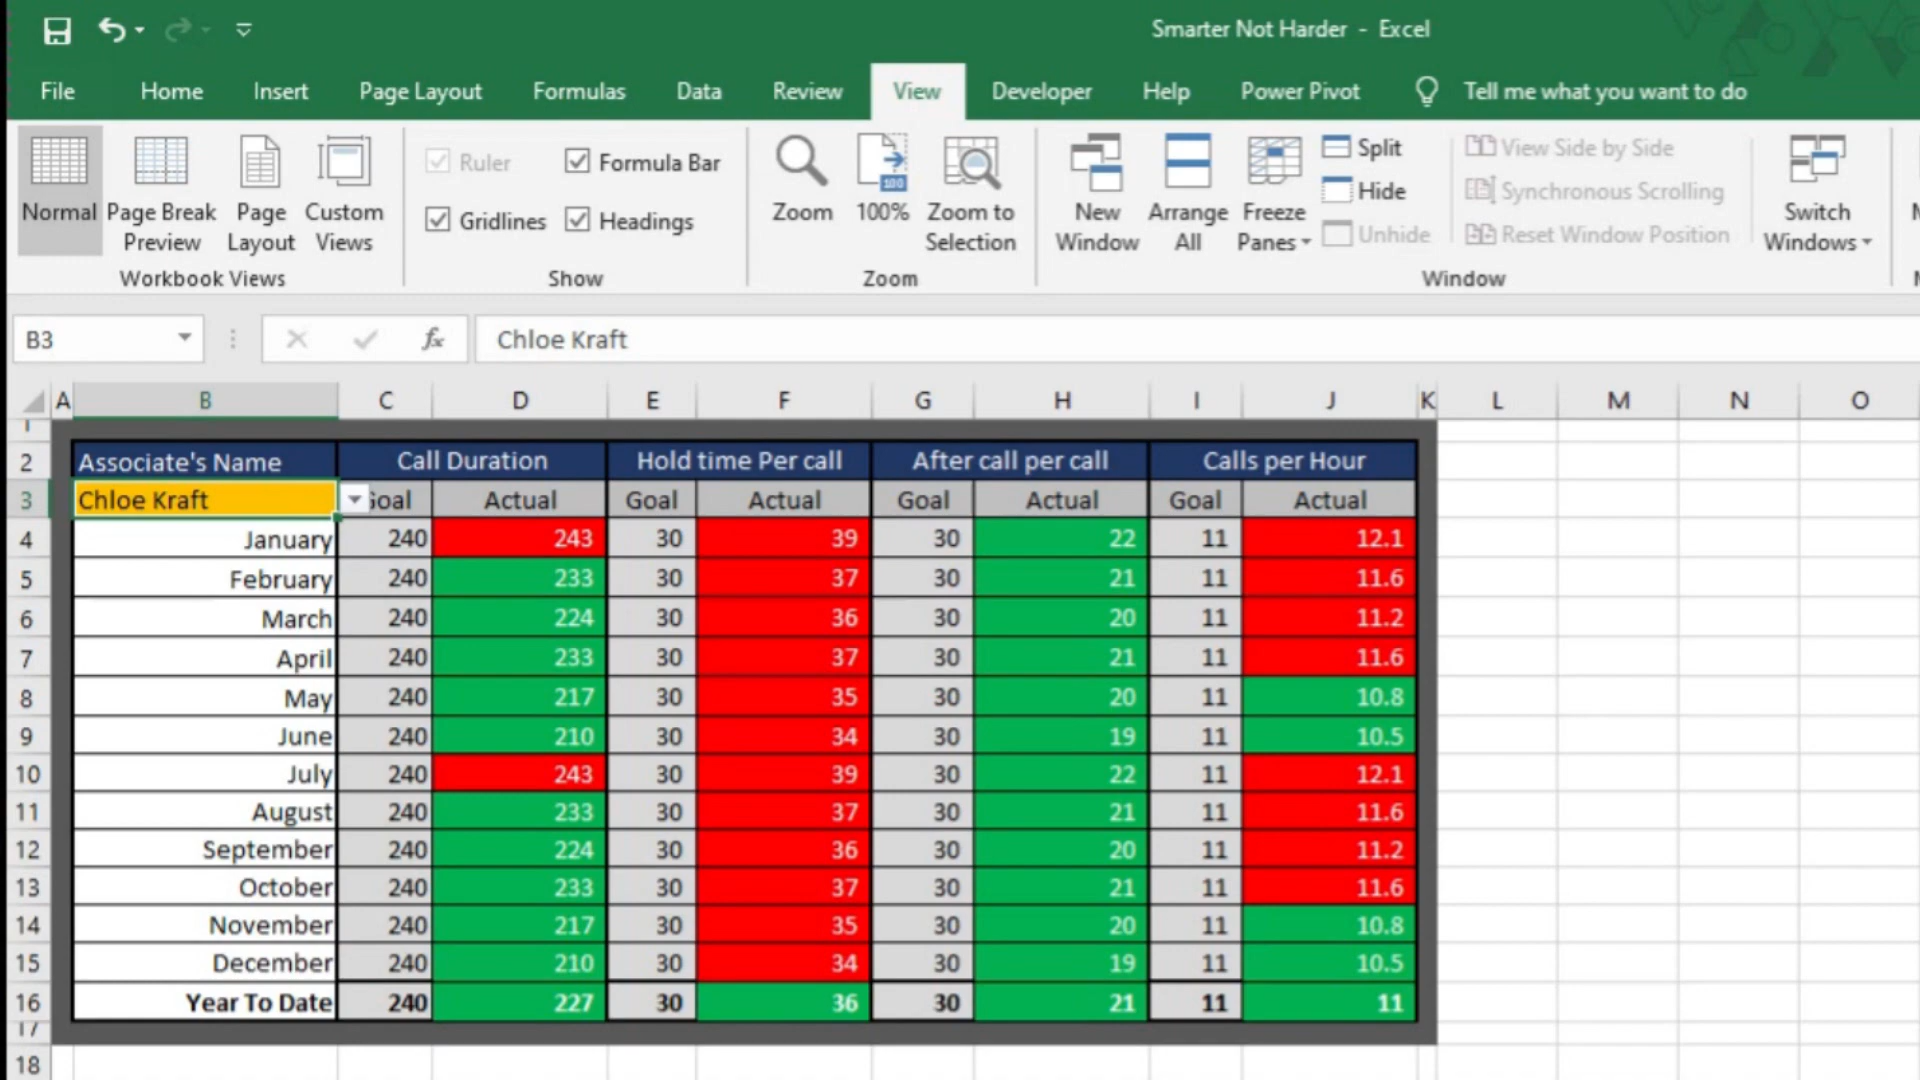 Smarter Not Harder - Excel
File Home Insert Page Layout Formulas Data Review View Developer Help Power Pivot Tell me what you want to do
Normal Page Break Preview Page Layout Custom Views
Workbook Views
Ruler Formula Bar
Gridlines Headings
Show
Zoom 100% Zoom to Selection
Zoom
New Window Arrange All Freeze Panes
Split
Hide
Unhide
View Side by Side
Synchronous Scrolling
Reset Window Position
Window
Switch Windows
B3 fx Chloe Kraft
A B C D E F G H I J K L M N O
1
2 Associate's Name Call Duration Hold time Per call After call per call Calls per Hour
3 Chloe Kraft Goal Actual Goal Actual Goal Actual Goal Actual
4 January 240 243 30 39 30 22 11 12.1
5 February 240 233 30 37 30 21 11 11.6
6 March 240 224 30 36 30 20 11 11.2
7 April 240 233 30 37 30 21 11 11.6
8 May 240 217 30 35 30 20 11 10.8
9 June 240 210 30 34 30 19 11 10.5
10 July 240 243 30 39 30 22 11 12.1
11 August 240 233 30 37 30 21 11 11.6
12 September 240 224 30 36 30 20 11 11.2
13 October 240 233 30 37 30 21 11 11.6
14 November 240 217 30 35 30 20 11 10.8
15 December 240 210 30 34 30 19 11 10.5
16 Year To Date 240 227 30 36 30 21 11 11
17
18